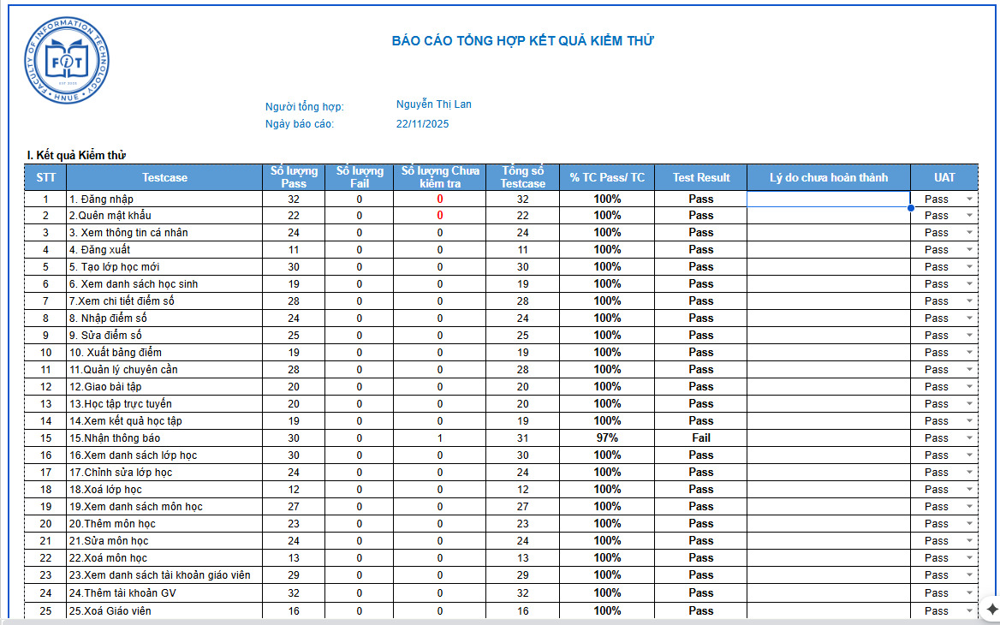 FACULTY OF INFORMATION TECHNOLOGY
FiT
EST 2023
HNUE
BÁO CÁO TỔNG HỢP KẾT QUẢ KIỂM THỬ
Người tổng hợp: Nguyễn Thị Lan
Ngày báo cáo: 22/11/2025
I. Kết quả Kiểm thử
STT Testcase Số lượng Pass Số lượng Fail Số lượng Chưa kiểm tra Tổng số Testcase % TC Pass/ TC Test Result Lý do chưa hoàn thành UAT
1 1. Đăng nhập 32 0 0 32 100% Pass Pass
2 2.Quên mật khẩu 22 0 0 22 100% Pass Pass
3 3. Xem thông tin cá nhân 24 0 0 24 100% Pass Pass
4 4. Đăng xuất 11 0 0 11 100% Pass Pass
5 5. Tạo lớp học mới 30 0 0 30 100% Pass Pass
6 6. Xem danh sách học sinh 19 0 0 19 100% Pass Pass
7 7.Xem chi tiết điểm số 28 0 0 28 100% Pass Pass
8 8. Nhập điểm số 24 0 0 24 100% Pass Pass
9 9. Sửa điểm số 25 0 0 25 100% Pass Pass
10 10. Xuất bảng điểm 19 0 0 19 100% Pass Pass
11 11.Quản lý chuyên cần 28 0 0 28 100% Pass Pass
12 12.Giao bài tập 20 0 0 20 100% Pass Pass
13 13.Học tập trực tuyến 20 0 0 20 100% Pass Pass
14 14.Xem kết quả học tập 19 0 0 19 100% Pass Pass
15 15.Nhận thông báo 30 0 1 31 97% Fail Pass
16 16.Xem danh sách lớp học 30 0 0 30 100% Pass Pass
17 17.Chỉnh sửa lớp học 24 0 0 24 100% Pass Pass
18 18.Xoá lớp học 12 0 0 12 100% Pass Pass
19 19.Xem danh sách môn học 27 0 0 27 100% Pass Pass
20 20.Thêm môn học 23 0 0 23 100% Pass Pass
21 21.Sửa môn học 24 0 0 24 100% Pass Pass
22 22.Xoá môn học 13 0 0 13 100% Pass Pass
23 23.Xem danh sách tài khoản giáo viên 29 0 0 29 100% Pass Pass
24 24.Thêm tài khoản GV 32 0 0 32 100% Pass Pass
25 25.Xoá Giáo viên 16 0 0 16 100% Pass Pass